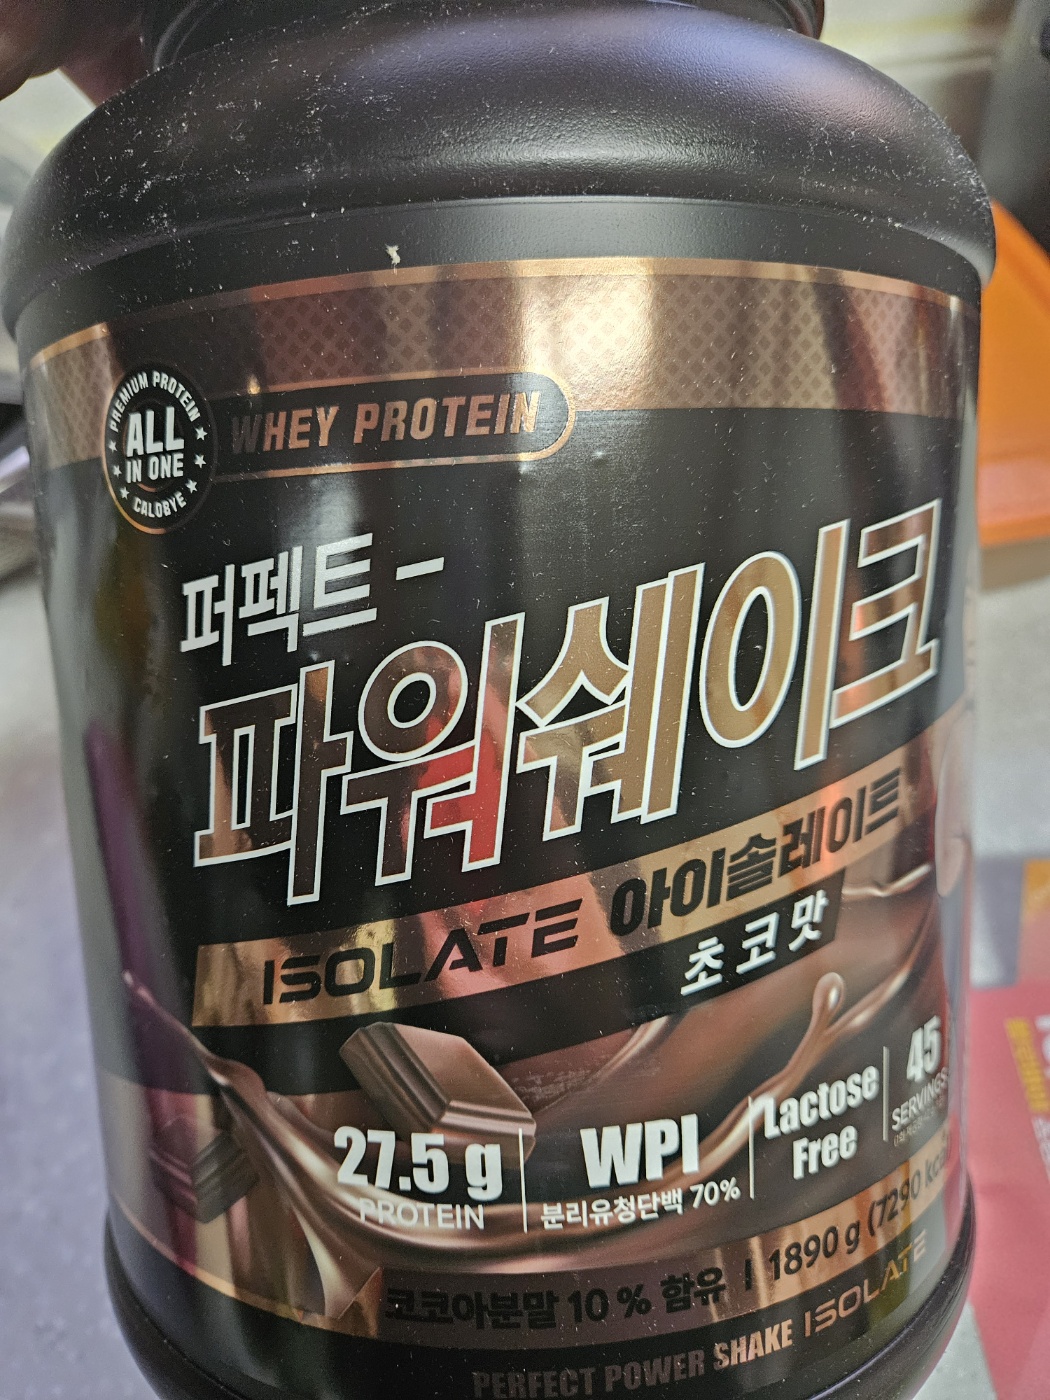 PREMIUM PROTEIN
ALL
IN ONE
CALOBYE
WHEY PROTEIN
퍼펙트 -
파워쉐이크
ISOLATE 아이솔레이트
초코맛
27.5 g
PROTEIN
WPI
분리유청단백 70%
Lactose
Free
45
SERVINGS
코코아분말 10 % 함유 | 1890 g (7290 kcal
PERFECT POWER SHAKE ISOLATE